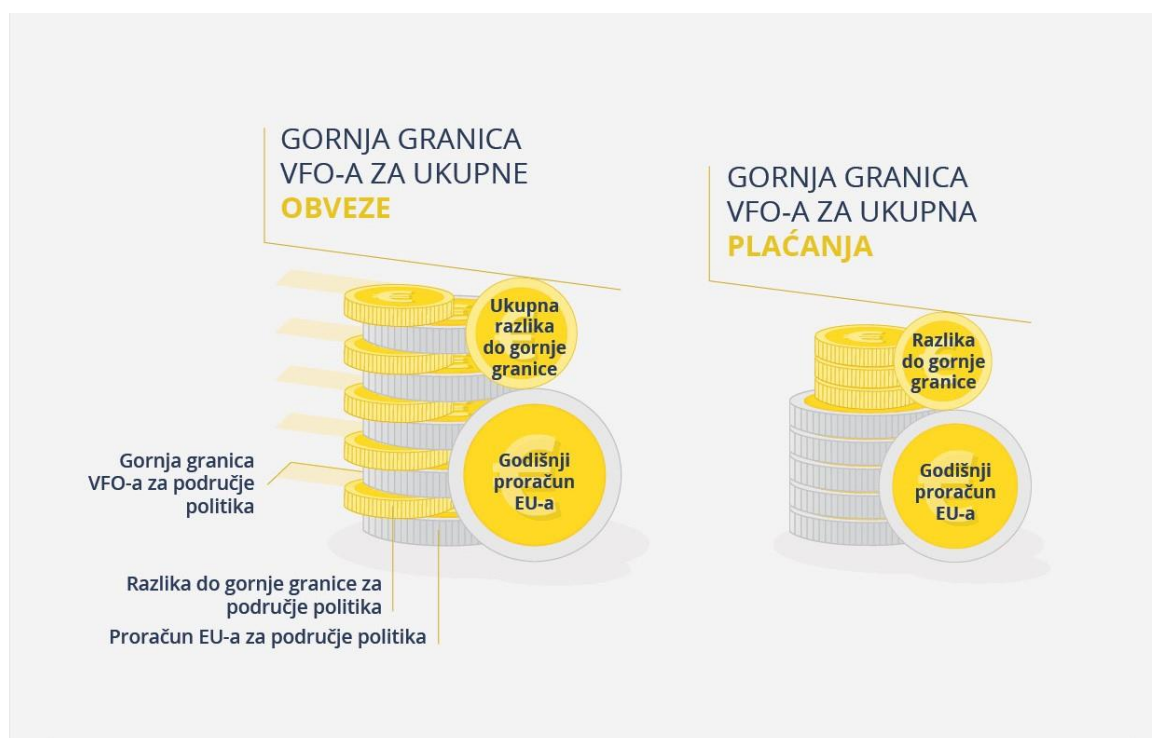 GORNJA GRANICA
VFO-A ZA UKUPNE
OBVEZE
Ukupna
razlika
do gornje
granice
Godišnji
proračun
EU-a
Gornja granica
VFO-a za područje
politika
Razlika do gornje granice za
područje politika
Proračun EU-a za područje politika
GORNJA GRANICA
VFO-A ZA UKUPNA
PLAĆANJA
Razlika
do gornje
granice
Godišnji
proračun
EU-a